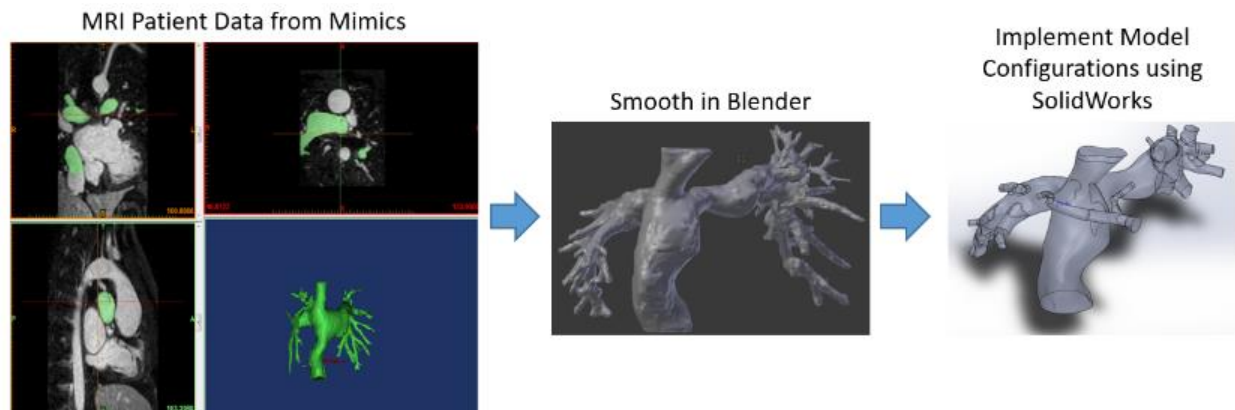 MRI Patient Data from Mimics
Smooth in Blender
Implement Model
Configurations using
SolidWorks
R
L
P
A